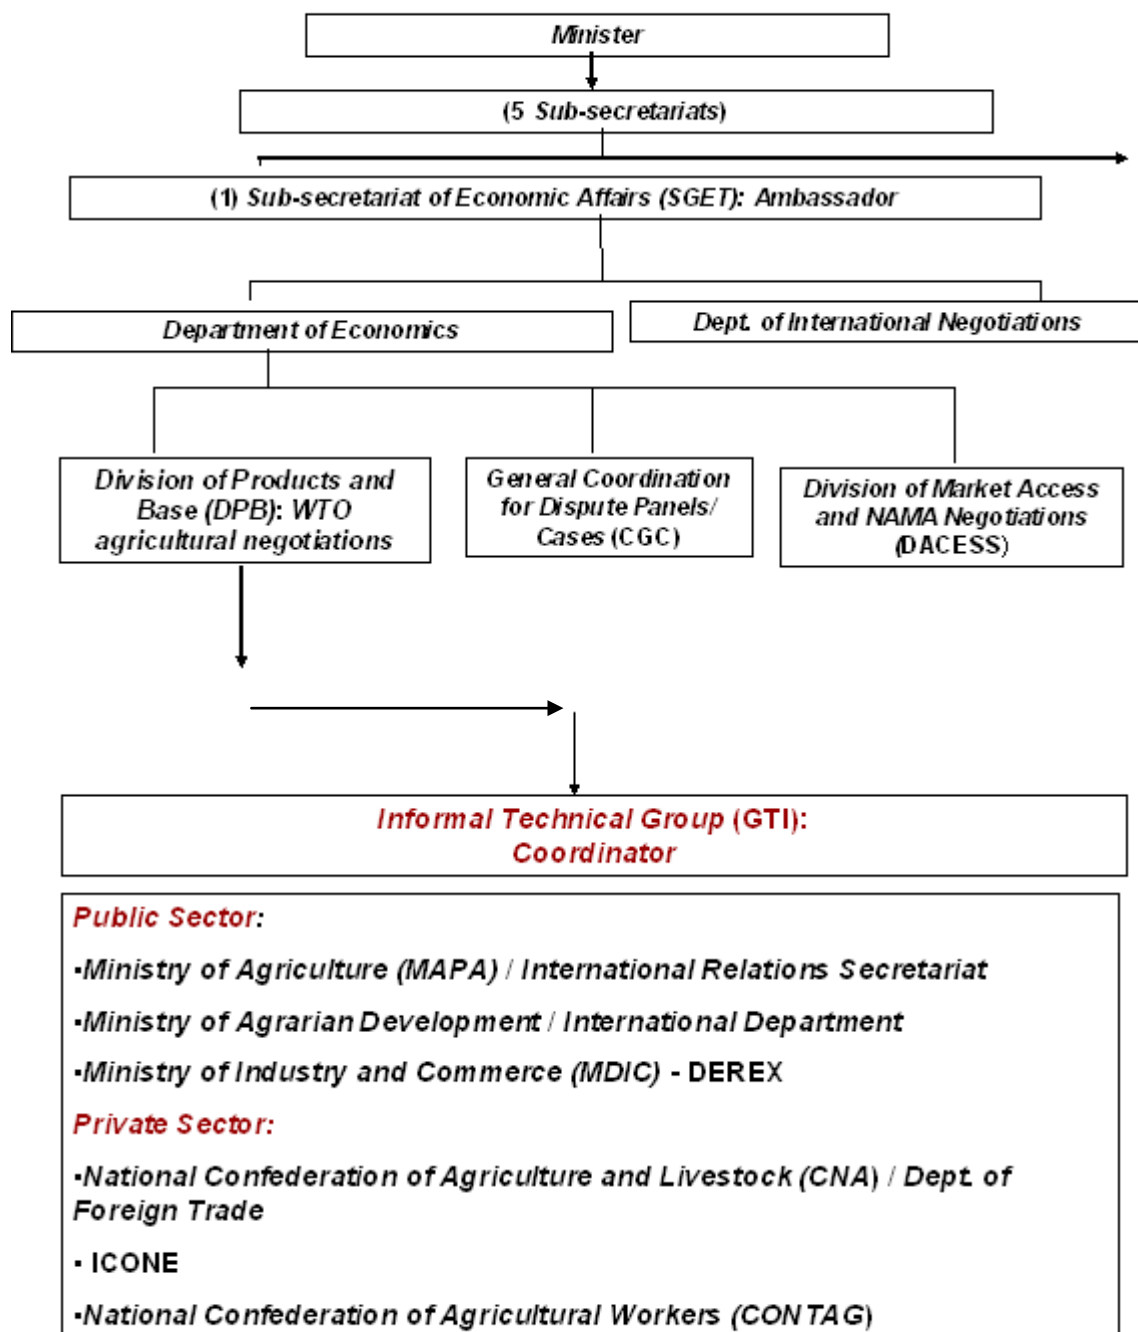 Minister
(5 Sub-secretariats)
(1) Sub-secretariat of Economic Affairs (SGET): Ambassador
Department of Economics
Dept. of International Negotiations
Division of Products and
Base (DPB): WTO
agricultural negotiations
General Coordination
for Dispute Panels/
Cases (CGC)
Division of Market Access
and NAMA Negotiations
(DACESS)
Informal Technical Group (GTI):
Coordinator
Public Sector:
▪Ministry of Agriculture (MAPA) / International Relations Secretariat
▪Ministry of Agrarian Development / International Department
▪Ministry of Industry and Commerce (MDIC) - DEREX
Private Sector:
▪National Confederation of Agriculture and Livestock (CNA) / Dept. of
Foreign Trade
▪ ICONE
▪National Confederation of Agricultural Workers (CONTAG)